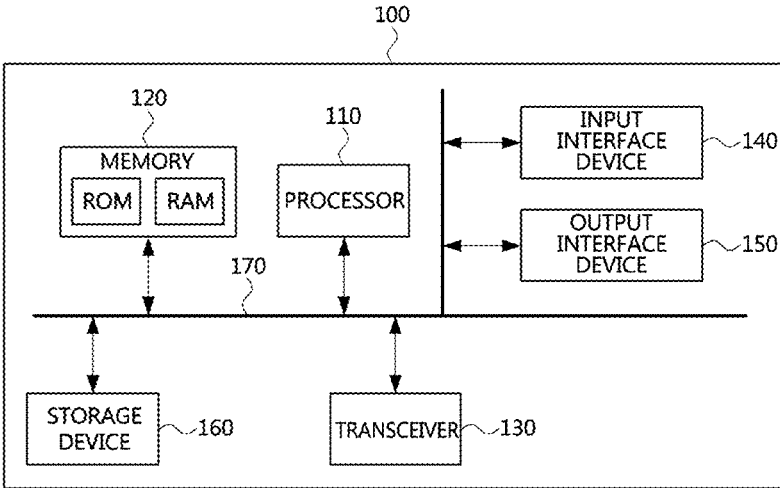 100
120
MEMORY
ROM RAM
110
PROCESSOR
INPUT
INTERFACE
DEVICE
140
OUTPUT
INTERFACE
DEVICE
150
170
STORAGE
DEVICE
160
TRANSCEIVER
130